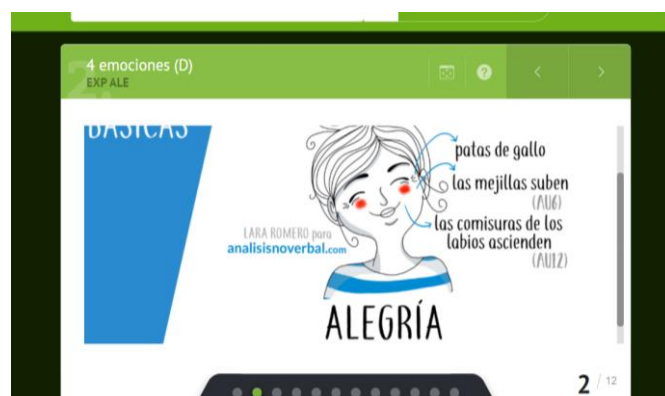 4 emociones (D)
EXP ALE
BÁSICAS
patas de gallo
las mejillas suben
(AU6)
las comisuras de los
labios ascienden
(AU12)
LARA ROMERO para
analisisnoverbal.com
ALEGRÍA
2 / 12